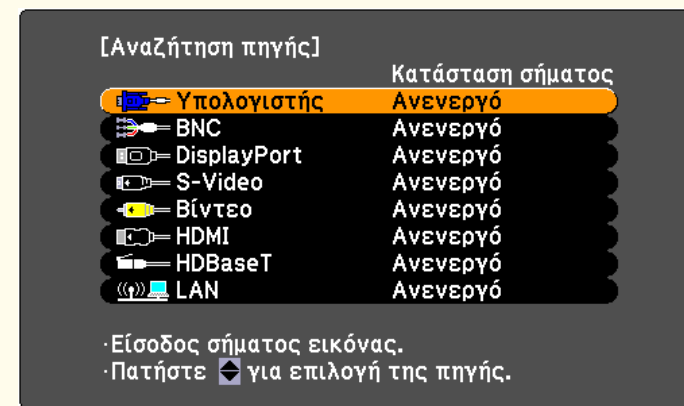 [Αναζήτηση πηγής]
Κατάσταση σήματος
Υπολογιστής Ανενεργό
BNC Ανενεργό
DisplayPort Ανενεργό
S-Video Ανενεργό
Βίντεο Ανενεργό
HDMI Ανενεργό
HDBaseT Ανενεργό
LAN Ανενεργό
·Είσοδος σήματος εικόνας.
·Πατήστε για επιλογή της πηγής.